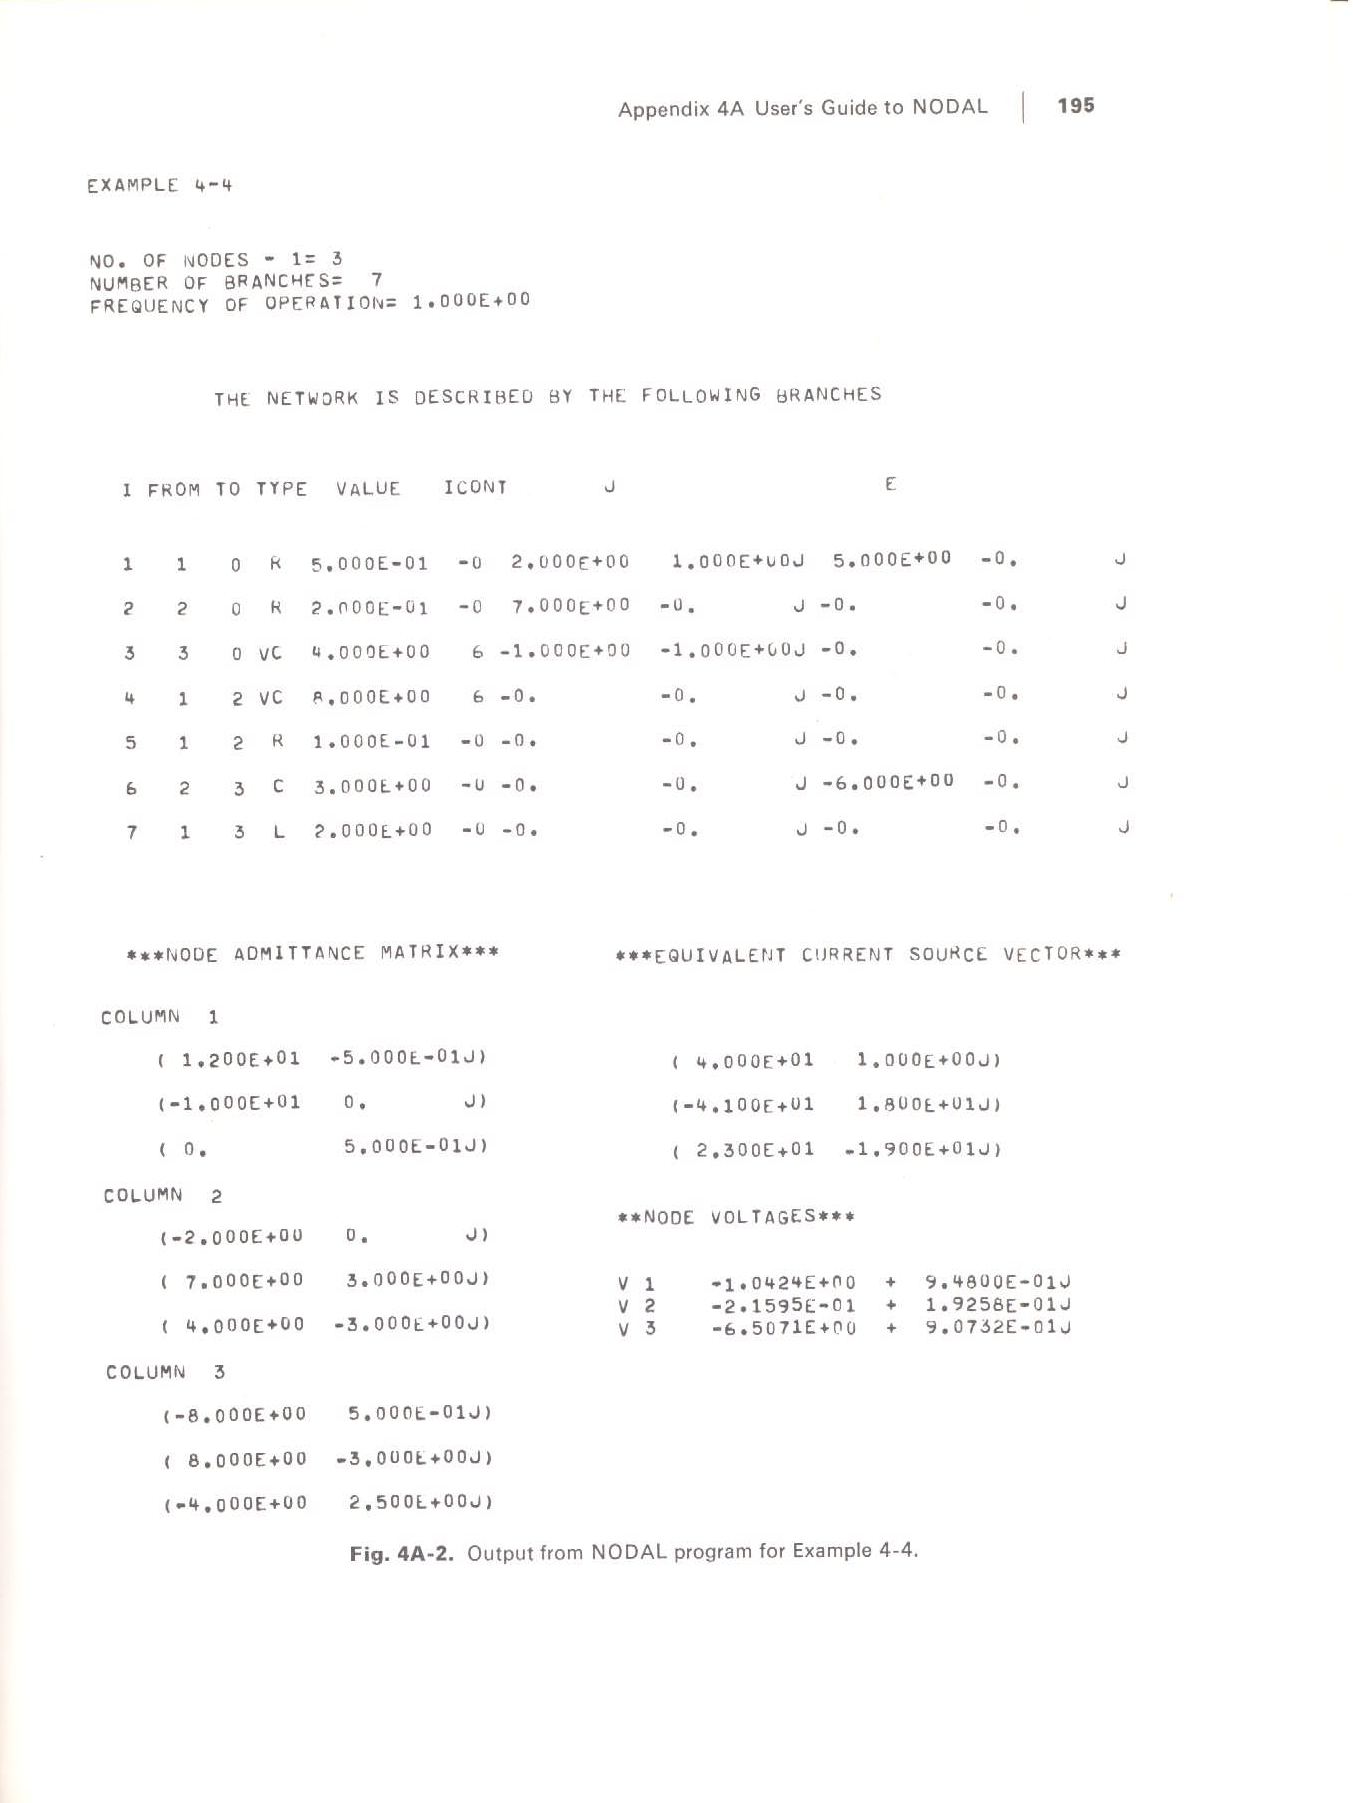 Appendix 4A User's Guide to NODAL | 195
EXAMPLE 4-4
NO. OF NODES - 1= 3
NUMBER OF BRANCHES= 7
FREQUENCY OF OPERATION= 1.000E+00
THE NETWORK IS DESCRIBED BY THE FOLLOWING BRANCHES
I FROM TO TYPE VALUE ICONT J E
1 1 0 R 5.000E-01 -0 2.000E+00 1.000E+00J 5.000E+00 -0. J
2 2 0 R 2.000E-01 -0 7.000E+00 -0. J -0. -0. J
3 3 0 VC 4.000E+00 6 -1.000E+00 -1.000E+00J -0. -0. J
4 1 2 VC 8.000E+00 6 -0. -0. J -0. -0. J
5 1 2 R 1.000E-01 -0 -0. -0. J -0. -0. J
6 2 3 C 3.000E+00 -0 -0. -0. J -6.000E+00 -0. J
7 1 3 L 2.000E+00 -0 -0. -0. J -0. -0. J
***NODE ADMITTANCE MATRIX*** ***EQUIVALENT CURRENT SOURCE VECTOR***
COLUMN 1
( 1.200E+01 -5.000E-01J) ( 4.000E+01 1.000E+00J)
(-1.000E+01 0. J) (-4.100E+01 1.800E+01J)
( 0. 5.000E-01J) ( 2.300E+01 -1.900E+01J)
COLUMN 2
**NODE VOLTAGES***
(-2.000E+00 0. J)
( 7.000E+00 3.000E+00J) V 1 -1.0424E+00 + 9.4800E-01J
V 2 -2.1595E-01 + 1.9258E-01J
( 4.000E+00 -3.000E+00J) V 3 -6.5071E+00 + 9.0732E-01J
COLUMN 3
(-8.000E+00 5.000E-01J)
( 8.000E+00 -3.000E+00J)
(-4.000E+00 2.500E+00J)
Fig. 4A-2. Output from NODAL program for Example 4-4.